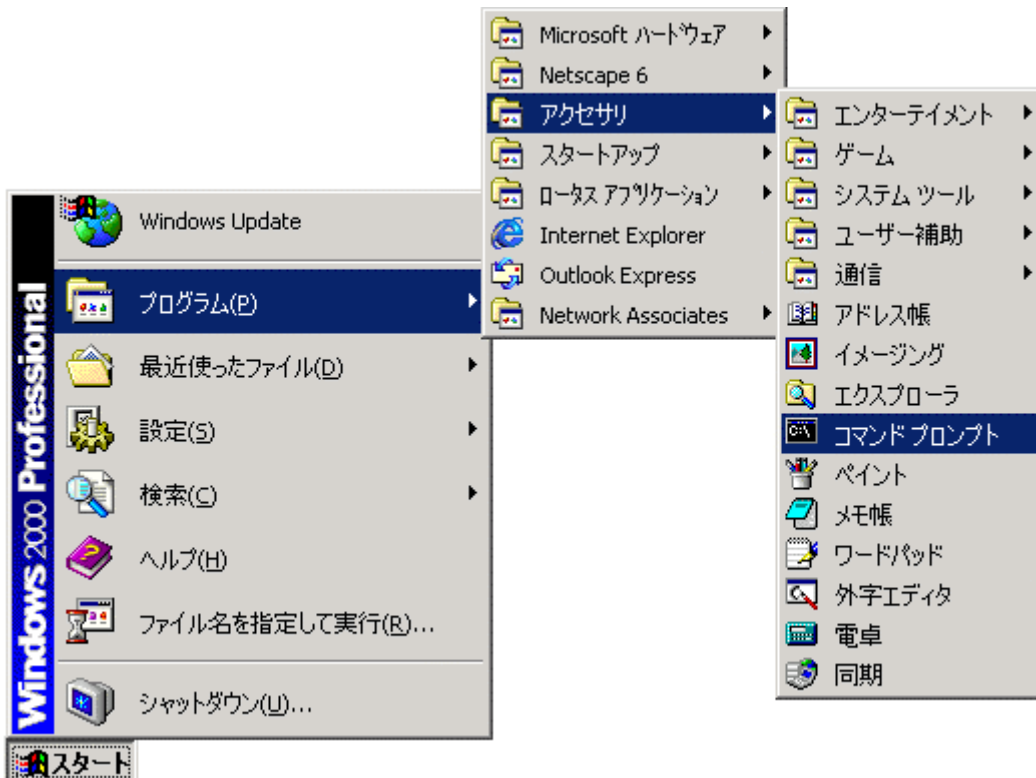 Microsoft ハードウェア
Netscape 6
アクセサリ
スタートアップ
ロータス アプリケーション
Internet Explorer
Outlook Express
Network Associates
エンターテイメント
ゲーム
システム ツール
ユーザー補助
通信
アドレス帳
イメージング
エクスプローラ
コマンド プロンプト
ペイント
メモ帳
ワードパッド
外字エディタ
電卓
同期
Windows Update
プログラム(P)
最近使ったファイル(D)
設定(S)
検索(C)
ヘルプ(H)
ファイル名を指定して実行(R)...
シャットダウン(U)...
Windows 2000 Professional
スタート